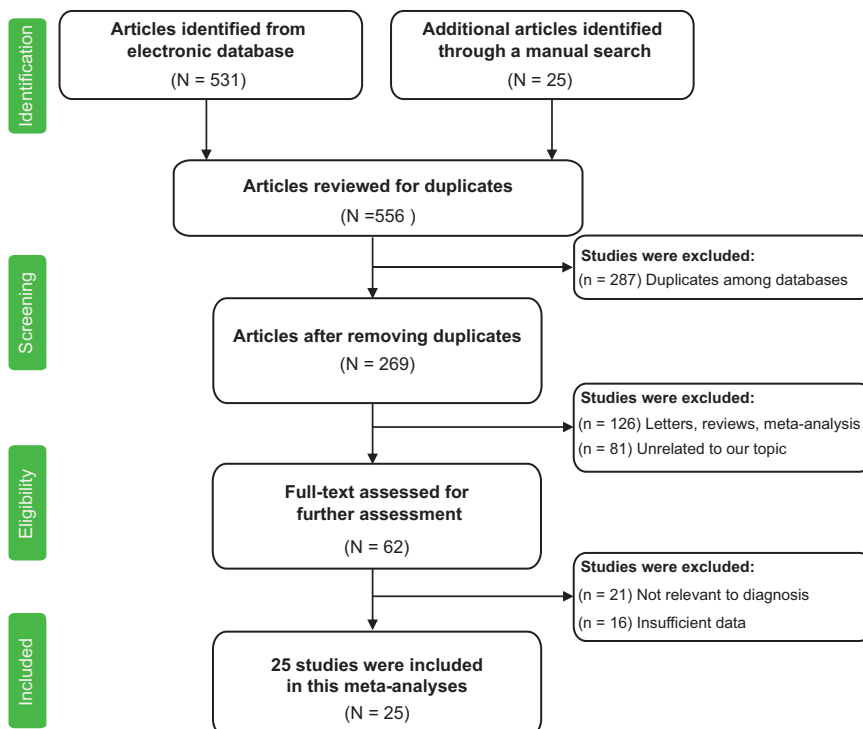 Identification
Articles identified from
electronic database
(N = 531)
Additional articles identified
through a manual search
(N = 25)
Articles reviewed for duplicates
(N =556 )
Screening
Studies were excluded:
(n = 287) Duplicates among databases
Articles after removing duplicates
(N = 269)
Studies were excluded:
(n = 126) Letters, reviews, meta-analysis
(n = 81) Unrelated to our topic
Eligibility
Full-text assessed for
further assessment
(N = 62)
Studies were excluded:
(n = 21) Not relevant to diagnosis
(n = 16) Insufficient data
Included
25 studies were included
in this meta-analyses
(N = 25)